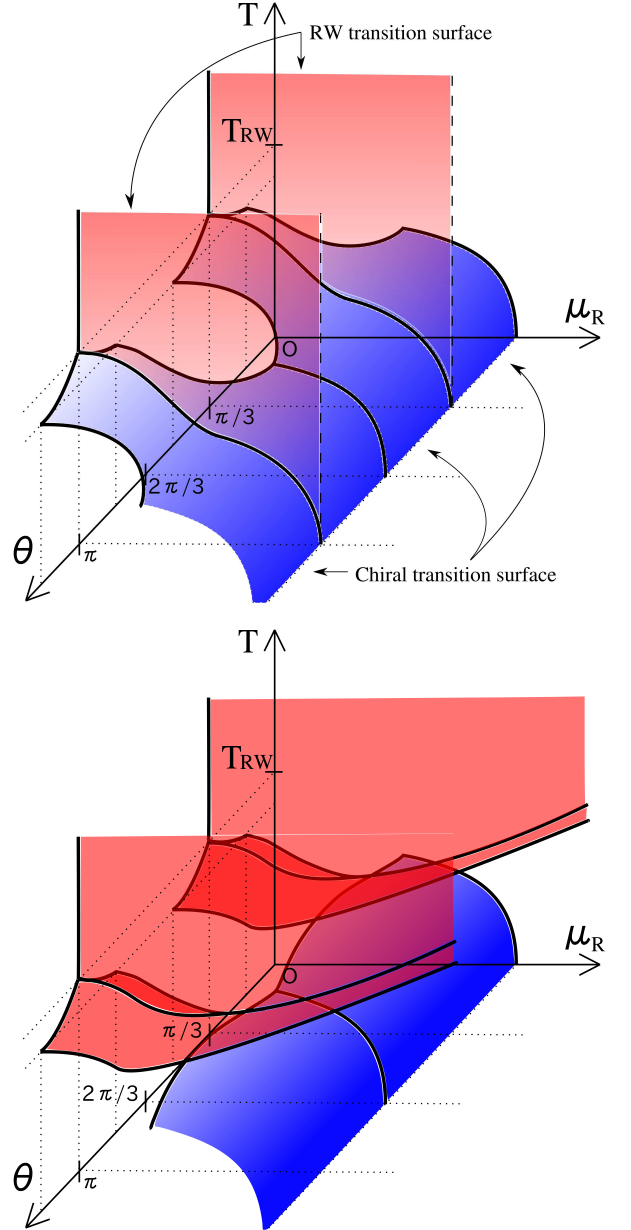 T
RW transition surface
TRW
μR
O
π/3
2π/3
θ
π
Chiral transition surface
T
TRW
μR
O
π/3
2π/3
θ
π